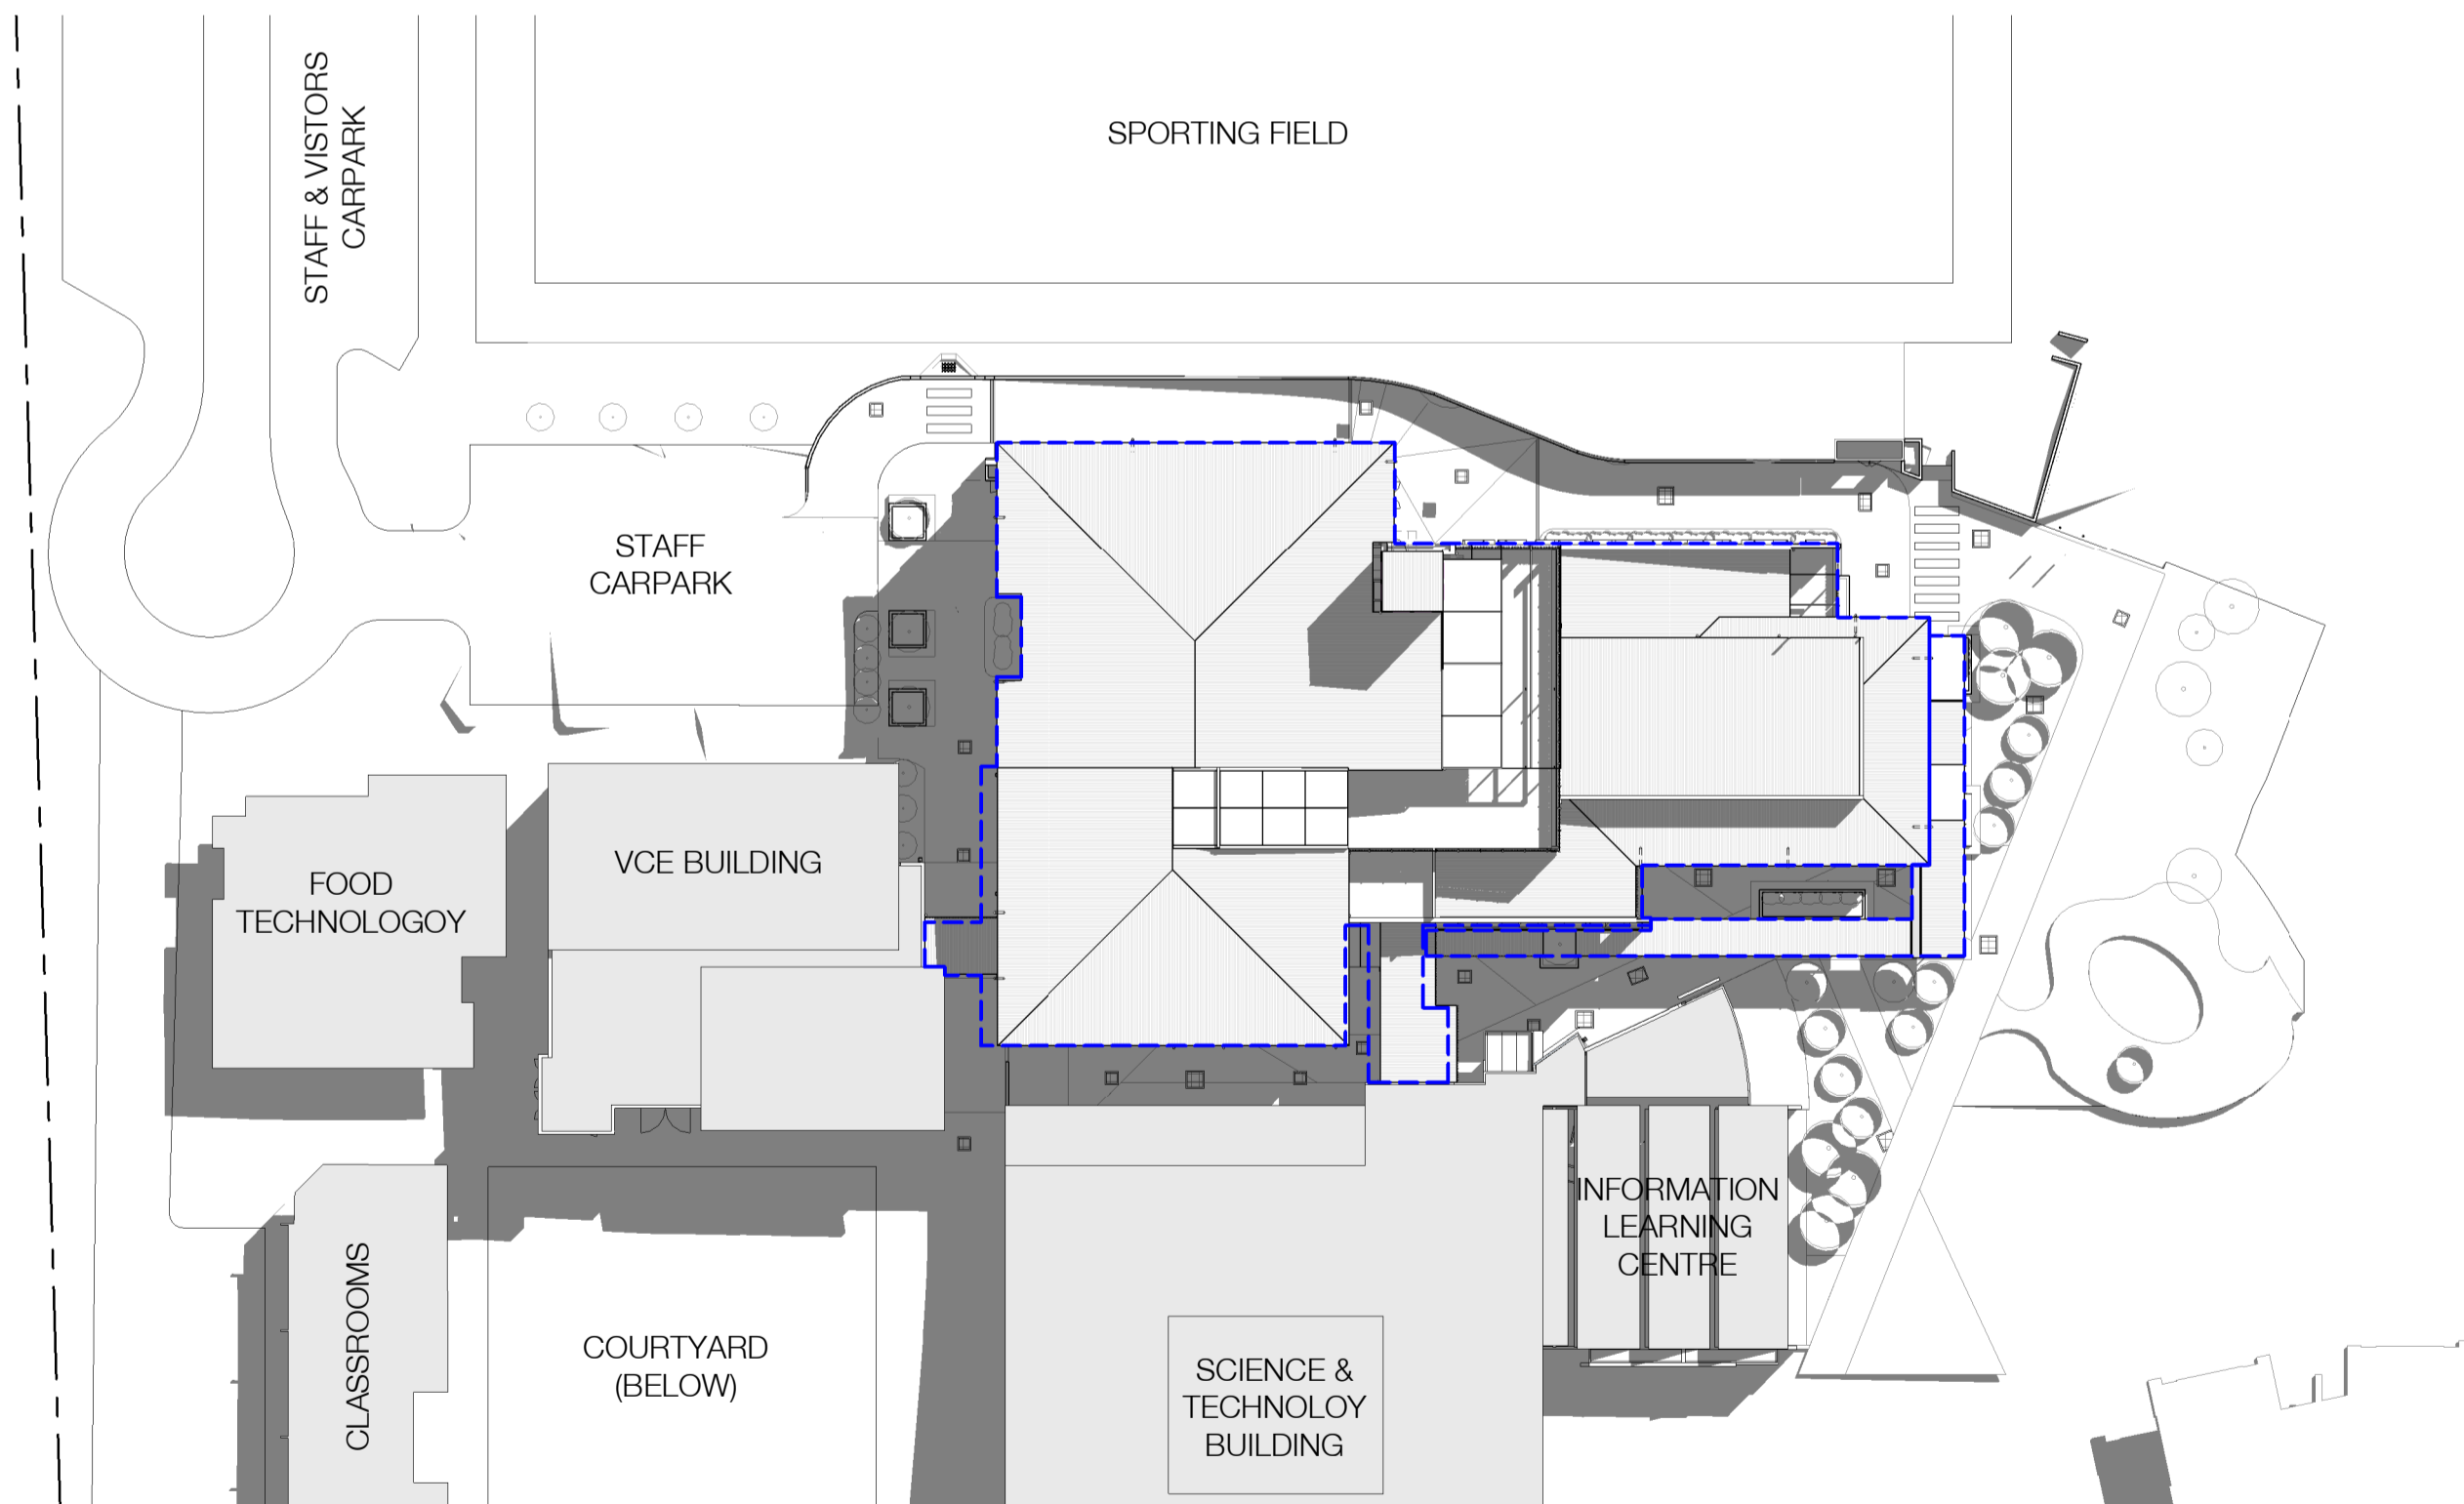 STAFF & VISTORS
CARPARK
SPORTING FIELD
STAFF
CARPARK
VCE BUILDING
FOOD
TECHNOLOGOY
INFORMATION
LEARNING
CENTRE
CLASSROOMS
COURTYARD
(BELOW)
SCIENCE &
TECHNOLOY
BUILDING